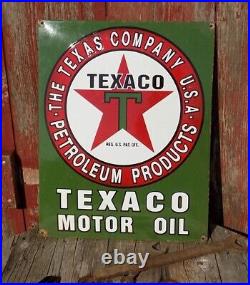 THE TEXAS COMPANY U.S.A.
TEXACO
T
REG. U.S. PAT. OFF.
PETROLEUM PRODUCTS
TEXACO
MOTOR OIL